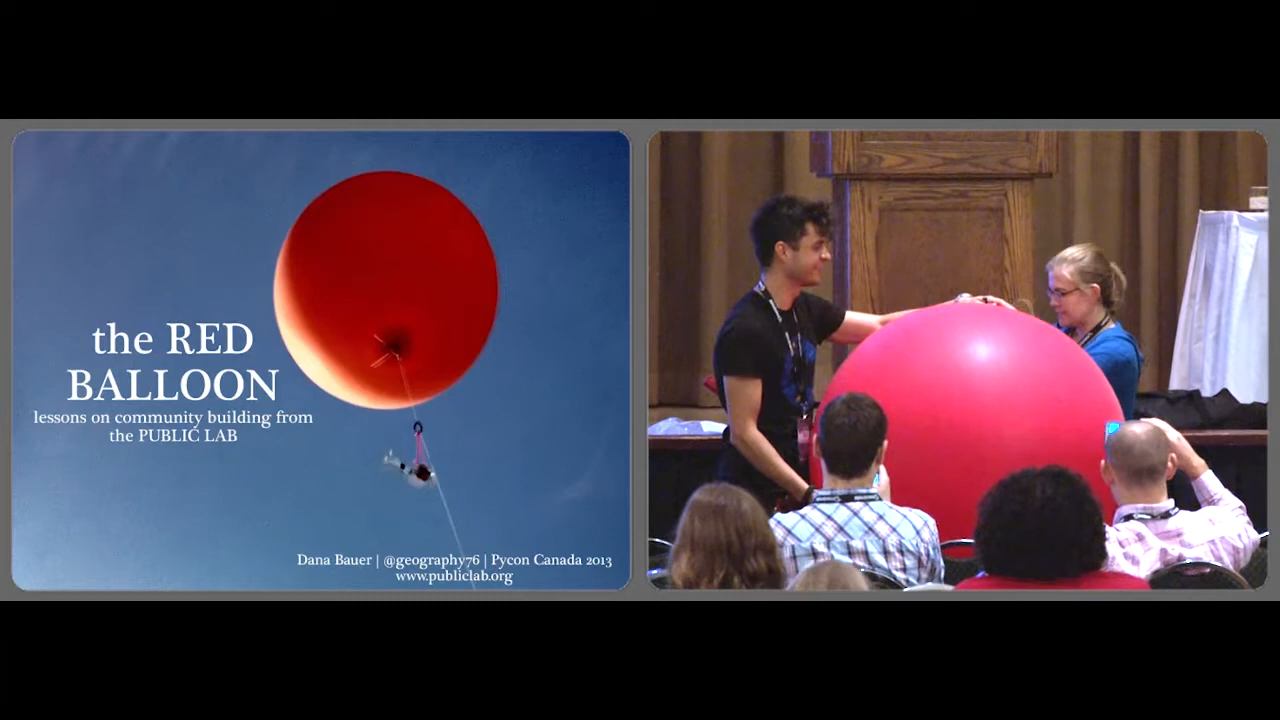 the RED
BALLOON
lessons on community building from
the PUBLIC LAB
Dana Bauer | @geography76 | Pycon Canada 2013
www.publiclab.org